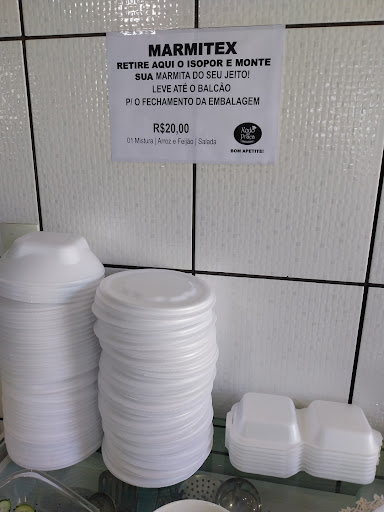 MARMITEX
RETIRE AQUI O ISOPOR E MONTE
SUA MARMITA DO SEU JEITO!
LEVE ATÉ O BALCÃO
P/ O FECHAMENTO DA EMBALAGEM
R$20,00
01 Mistura | Arroz e Feijão | Salada
BOM APETITE!